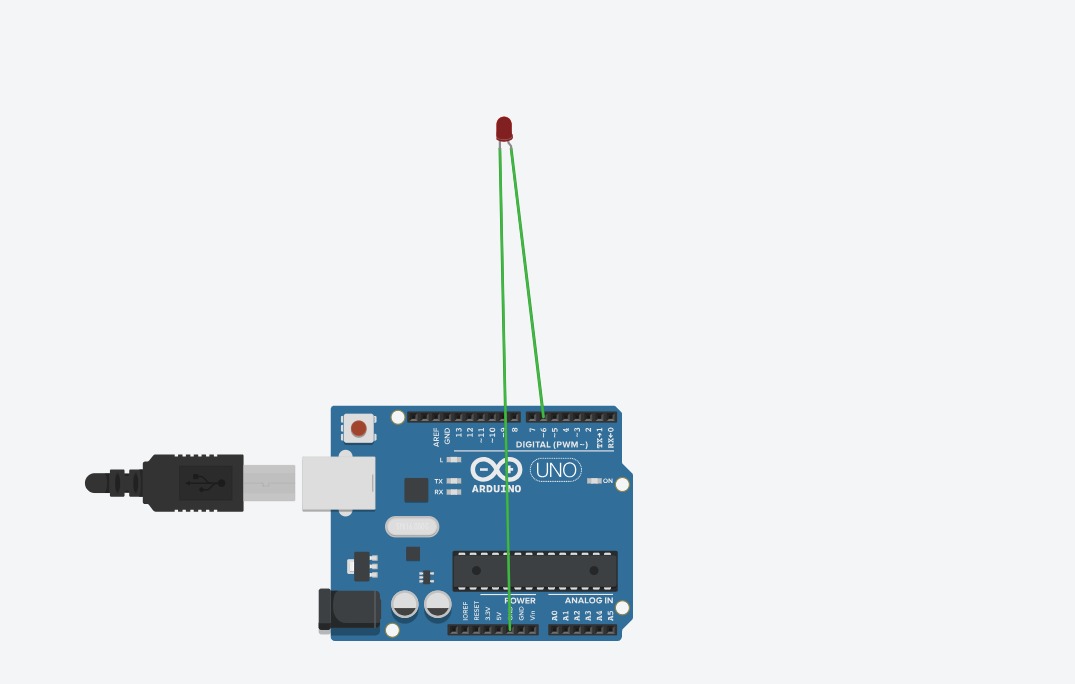 AREF
GND
13
12
~11
~10
~9
8
7
~6
~5
4
~3
2
TX→1
RX←0
DIGITAL (PWM~)
L
TX
RX
UNO
ON
ARDUINO
POWER
ANALOG IN
IOREF
RESET
3.3V
5V
GND
Vin
A0
A1
A2
A3
A4
A5